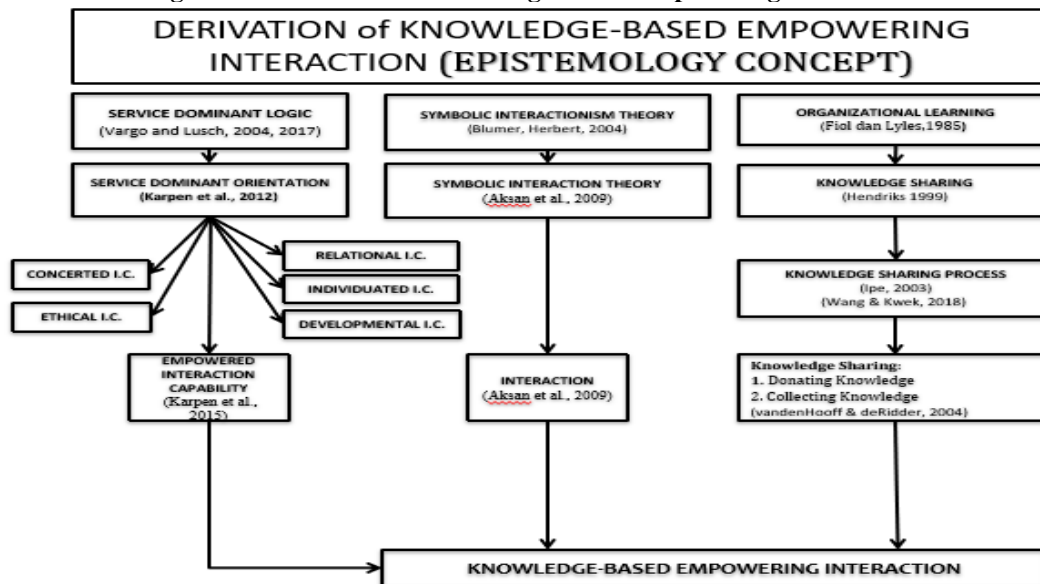 DERIVATION of KNOWLEDGE-BASED EMPOWERING
INTERACTION (EPISTEMOLOGY CONCEPT)
SERVICE DOMINANT LOGIC
(Vargo and Lusch, 2004, 2017)
SYMBOLIC INTERACTIONISM THEORY
(Blumer, Herbert, 2004)
ORGANIZATIONAL LEARNING
(Fiol dan Lyles,1985)
SERVICE DOMINANT ORIENTATION
(Karpen et al., 2012)
SYMBOLIC INTERACTION THEORY
(Aksan et al., 2009)
KNOWLEDGE SHARING
(Hendriks 1999)
CONCERTED I.C.
ETHICAL I.C.
RELATIONAL I.C.
INDIVIDUATED I.C.
DEVELOPMENTAL I.C.
KNOWLEDGE SHARING PROCESS
(Ipe, 2003)
(Wang & Kwek, 2018)
EMPOWERED
INTERACTION
CAPABILITY
(Karpen et al.,
2015)
INTERACTION
(Aksan et al., 2009)
Knowledge Sharing:
1. Donating Knowledge
2. Collecting Knowledge
(vandenHooff & deRidder, 2004)
KNOWLEDGE-BASED EMPOWERING INTERACTION